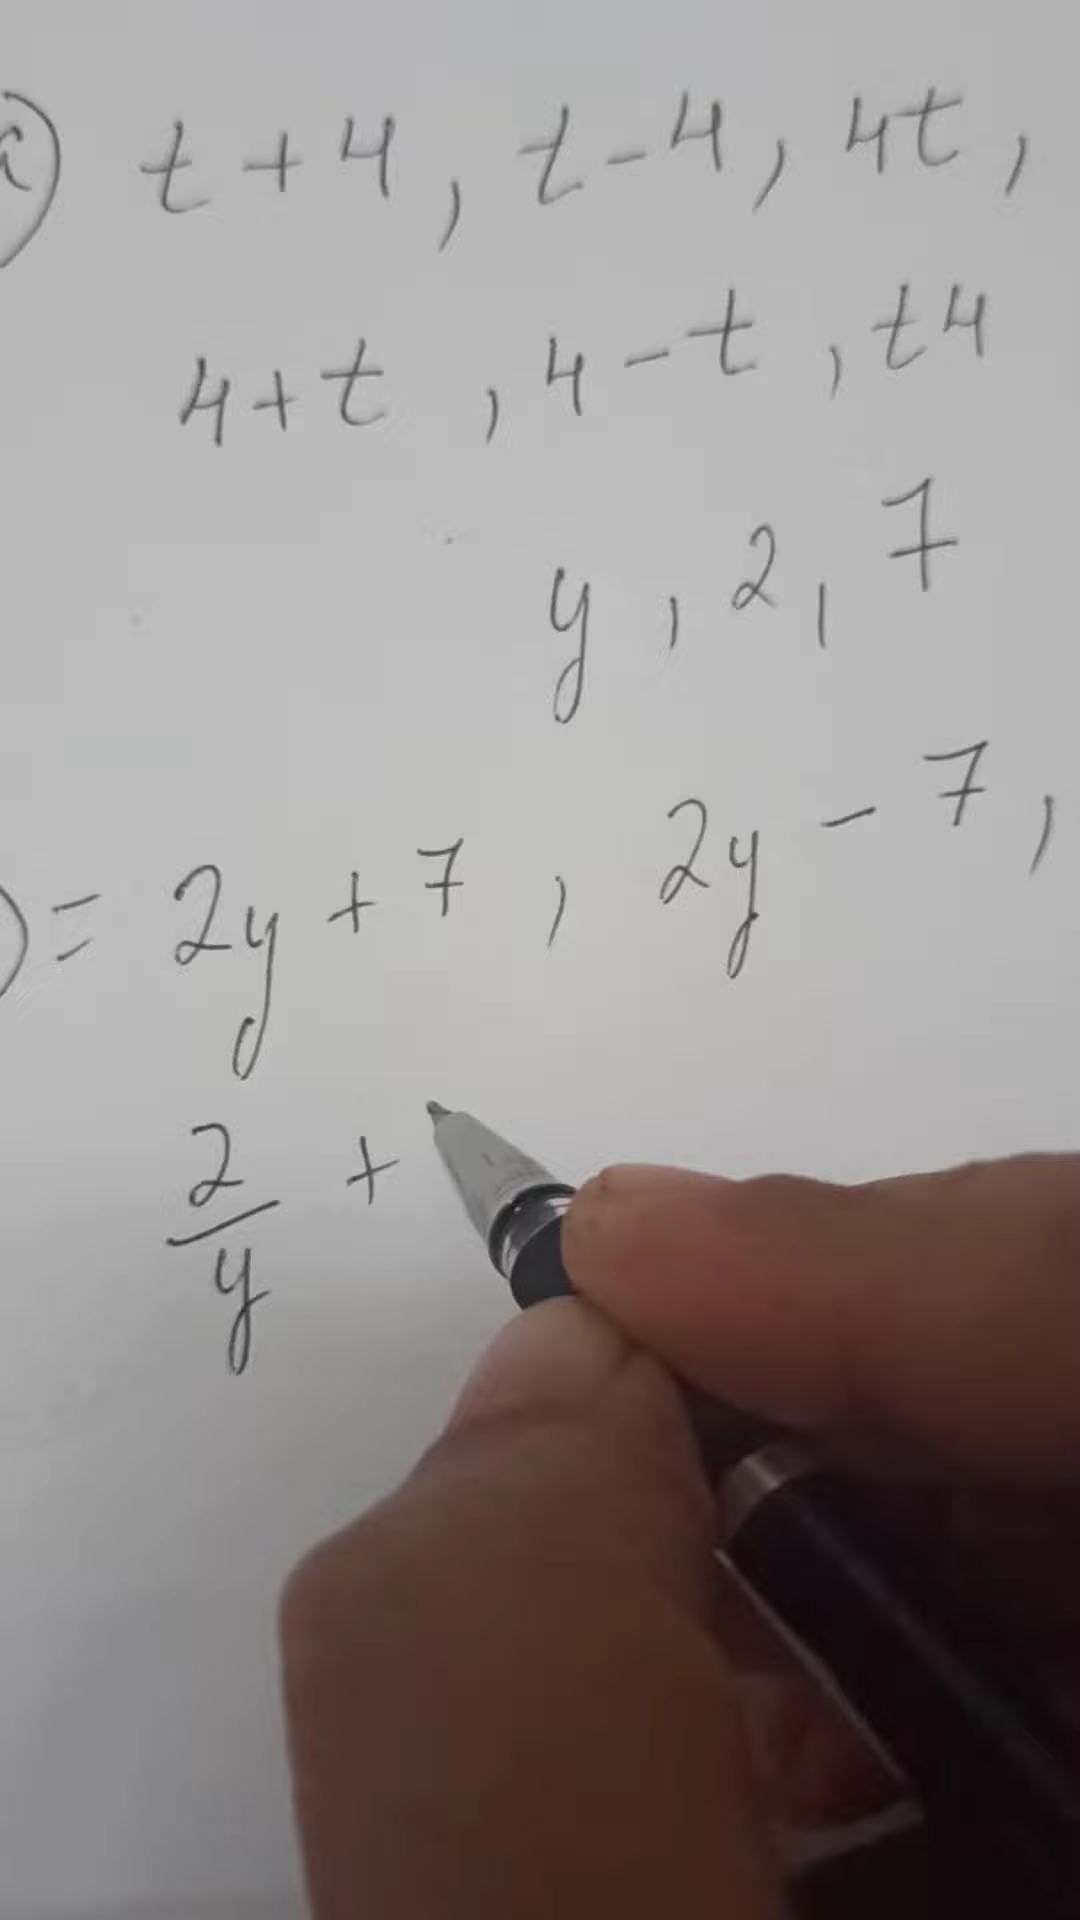 a) t + 4, t - 4, 4t,
4 + t, 4 - t, t4
y, 2, 7
) = 2y + 7, 2y - 7,
2/y +